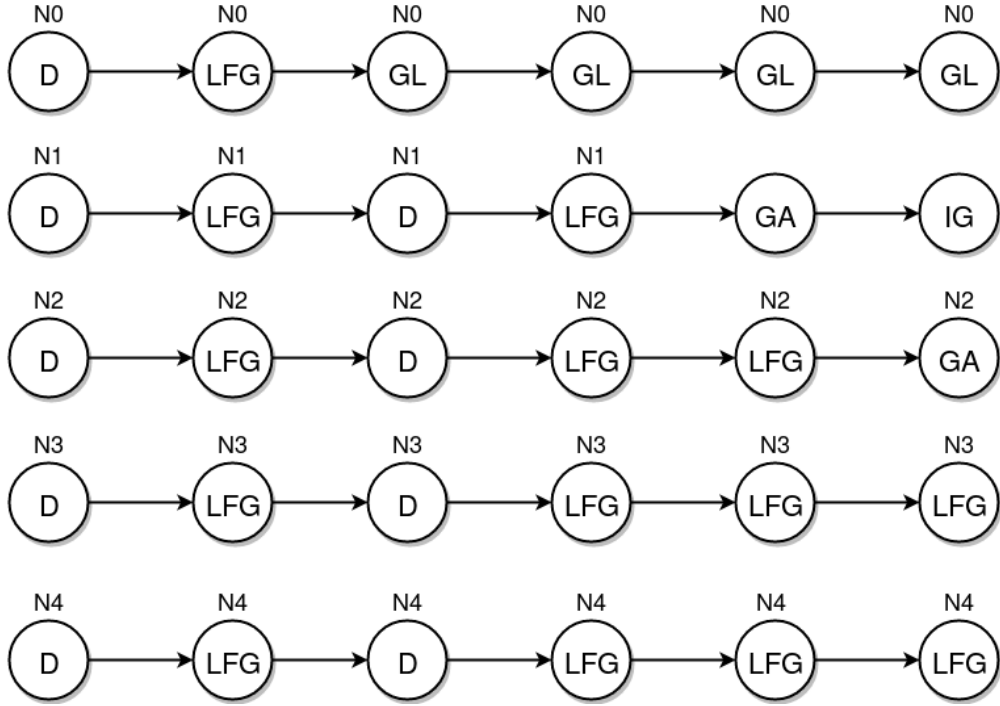 N0 N0 N0 N0 N0 N0
D LFG GL GL GL GL
N1 N1 N1 N1
D LFG D LFG GA IG
N2 N2 N2 N2 N2 N2
D LFG D LFG LFG GA
N3 N3 N3 N3 N3 N3
D LFG D LFG LFG LFG
N4 N4 N4 N4 N4 N4
D LFG D LFG LFG LFG